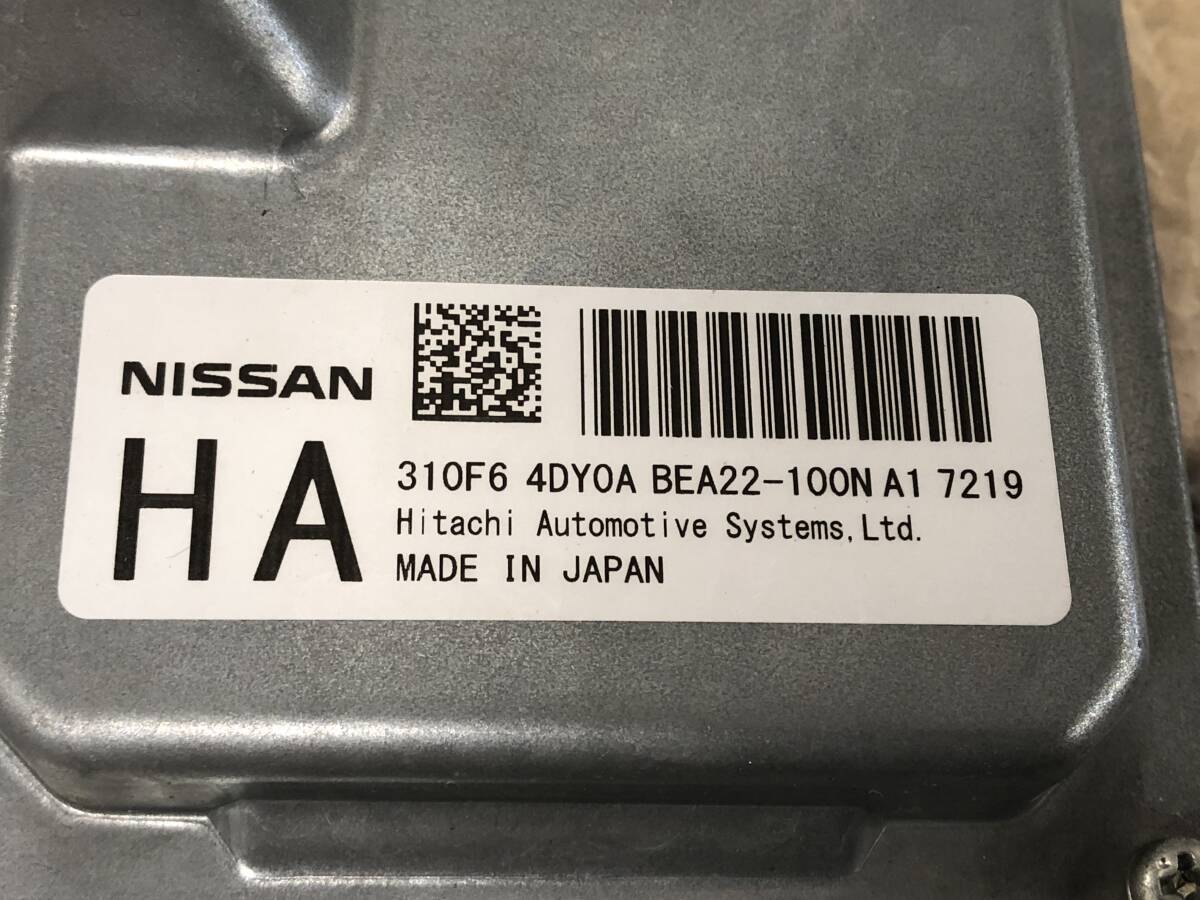 NISSAN
HA
310F6 4DY0A BEA22-100N A1 7219
Hitachi Automotive Systems,Ltd.
MADE IN JAPAN